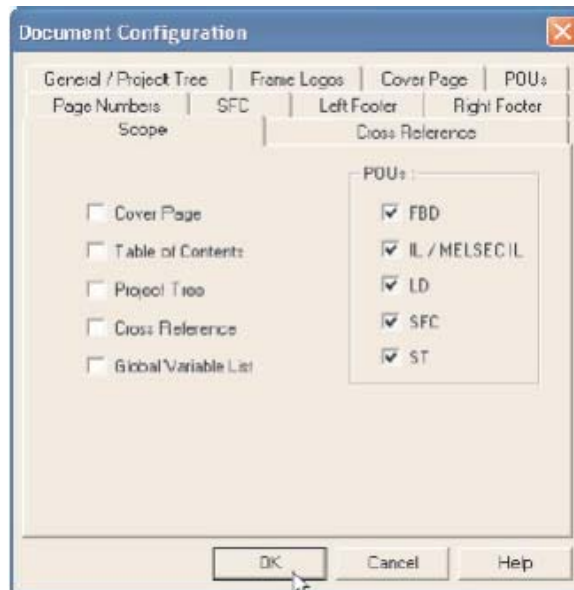 Document Configuration
General / Project Tree Frame Logos Cover Page POUs
Page Numbers SFC Left Footer Right Footer
Scope Cross Reference
POUs :
Cover Page FBD
Table of Contents IL / MELSEC IL
Project Tree LD
Cross Reference SFC
Global Variable List ST
OK Cancel Help